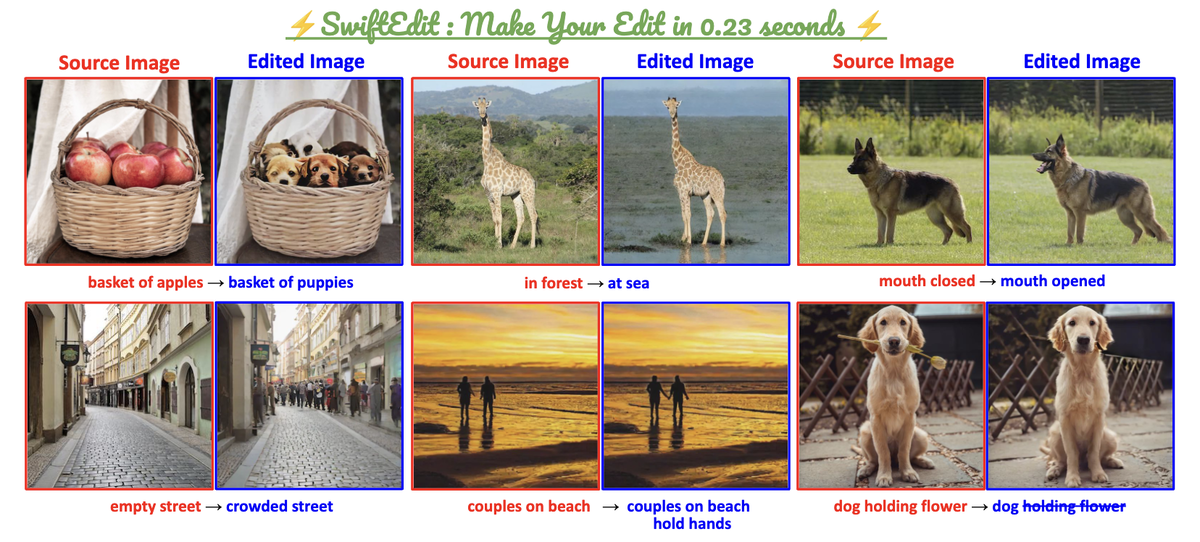 ⚡SwiftEdit : Make Your Edit in 0.23 seconds ⚡
Source Image Edited Image Source Image Edited Image Source Image Edited Image
basket of apples → basket of puppies
in forest → at sea
mouth closed → mouth opened
empty street → crowded street
couples on beach → couples on beach
hold hands
dog holding flower → dog holding flower